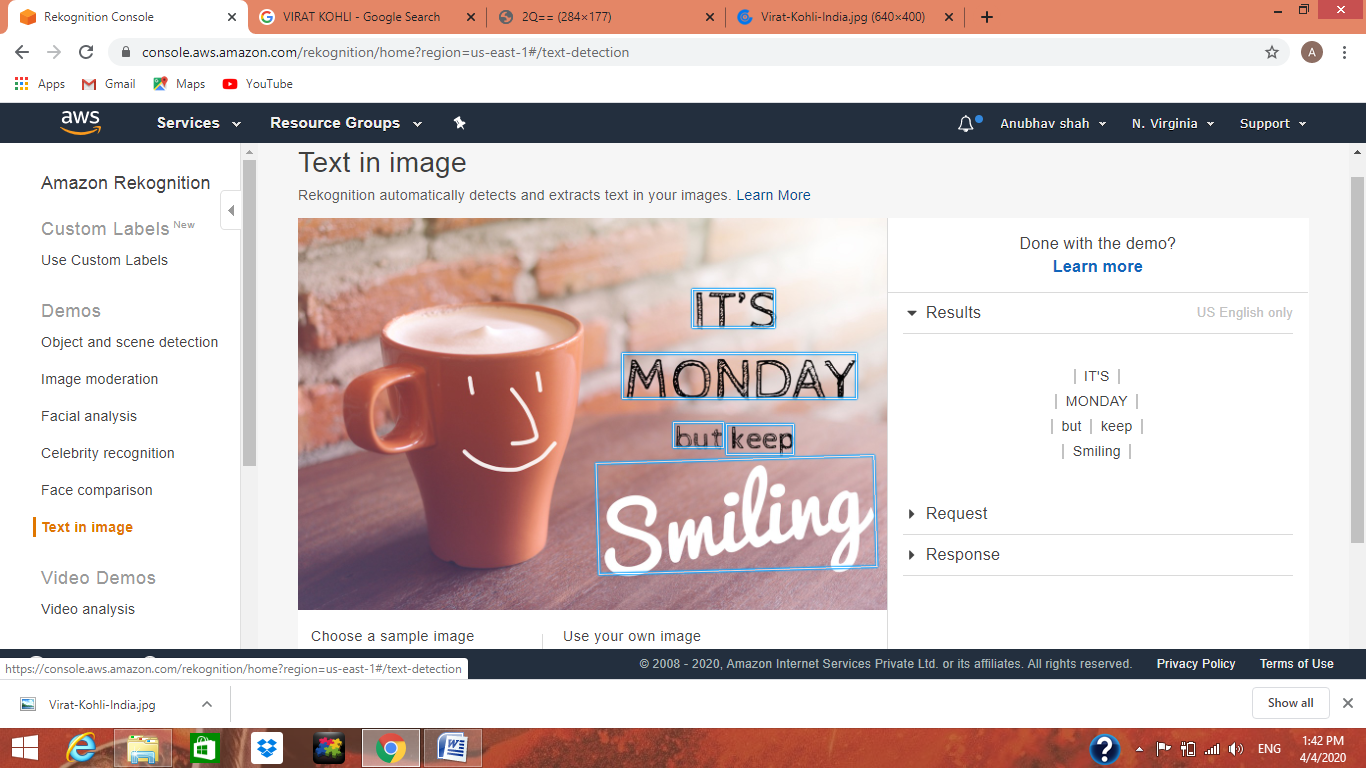 Rekognition Console
VIRAT KOHLI - Google Search
2Q== (284×177)
Virat-Kohli-India.jpg (640×400)
console.aws.amazon.com/rekognition/home?region=us-east-1#/text-detection
A
Apps Gmail Maps YouTube
aws Services Resource Groups Anubhav shah N. Virginia Support
Amazon Rekognition
Custom Labels New
Use Custom Labels
Demos
Object and scene detection
Image moderation
Facial analysis
Celebrity recognition
Face comparison
Text in image
Video Demos
Video analysis
Text in image
Rekognition automatically detects and extracts text in your images. Learn More
IT'S
MONDAY
but keep
Smiling
Choose a sample image
Use your own image
Done with the demo?
Learn more
Results US English only
| IT'S |
| MONDAY |
| but | keep |
| Smiling |
Request
Response
https://console.aws.amazon.com/rekognition/home?region=us-east-1#/text-detection
© 2008 - 2020, Amazon Internet Services Private Ltd. or its affiliates. All rights reserved. Privacy Policy Terms of Use
Virat-Kohli-India.jpg
Show all
ENG
1:42 PM
4/4/2020